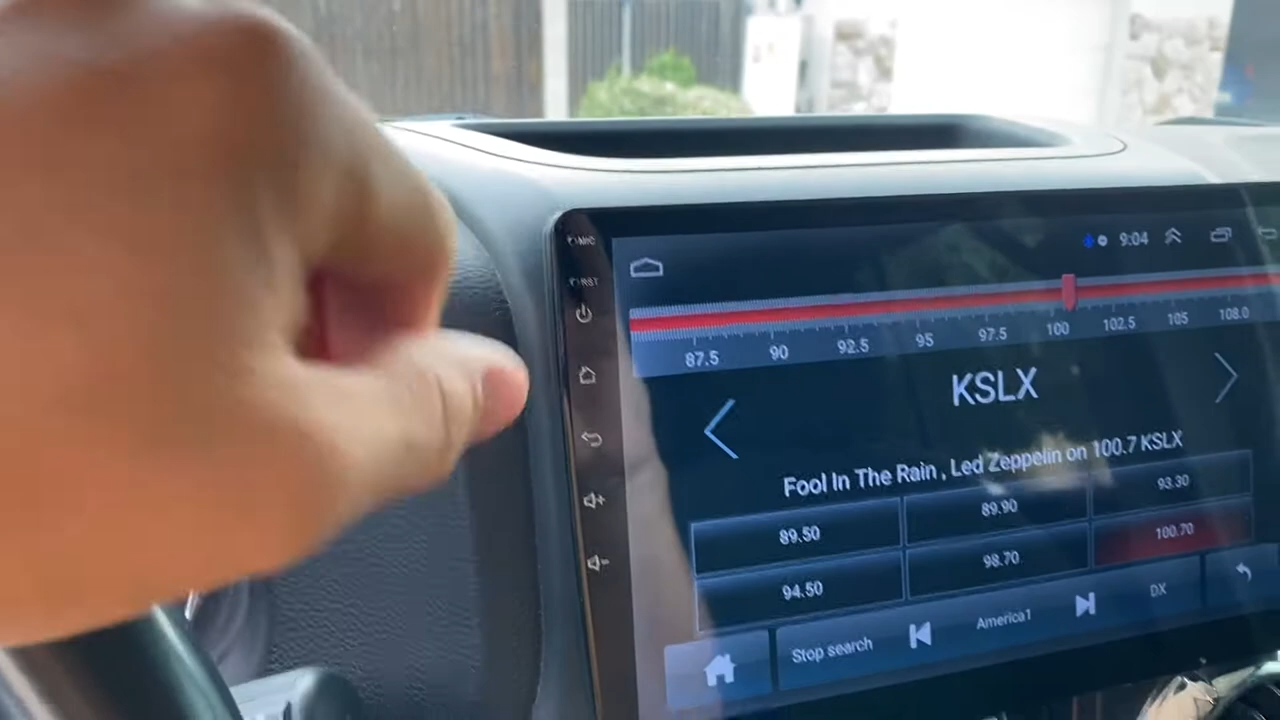 MIC
RST
9:04
87.5 90 92.5 95 97.5 100 102.5 105 108.0
KSLX
Fool In The Rain , Led Zeppelin on 100.7 KSLX
89.50 89.90 93.30
94.50 98.70 100.70
Stop search America1 DX